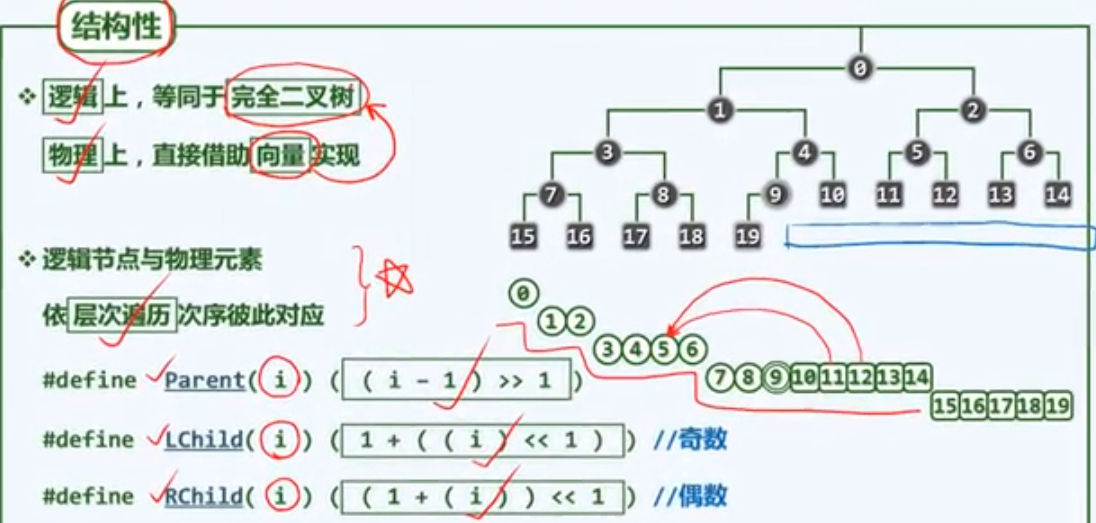 结构性
❖ 逻辑上，等同于完全二叉树
物理上，直接借助向量实现
❖ 逻辑节点与物理元素
依层次遍历次序彼此对应
#define Parent( i ) ( ( i - 1 ) >> 1 )
#define LChild( i ) ( 1 + ( ( i ) << 1 ) ) //奇数
#define RChild( i ) ( ( 1 + ( i ) ) << 1 ) //偶数
0
1 2
3 4 5 6
7 8 9 10 11 12 13 14
15 16 17 18 19
0
1 2
3 4 5 6
7 8 9 10 11 12 13 14
15 16 17 18 19